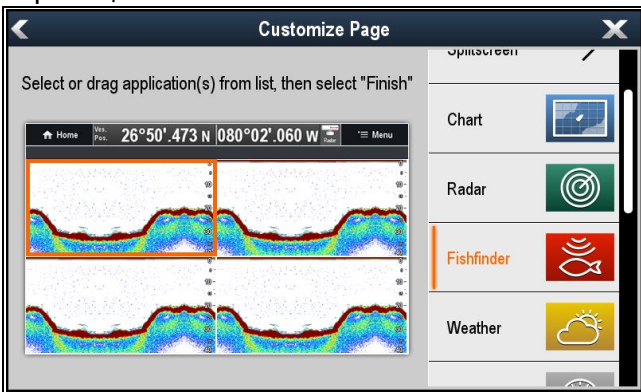 Customize Page
Select or drag application(s) from list, then select "Finish"
Home Ves. Pos. 26°50'.473 N 080°02'.060 W Radar Menu
Splitscreen
Chart
Radar
Fishfinder
Weather